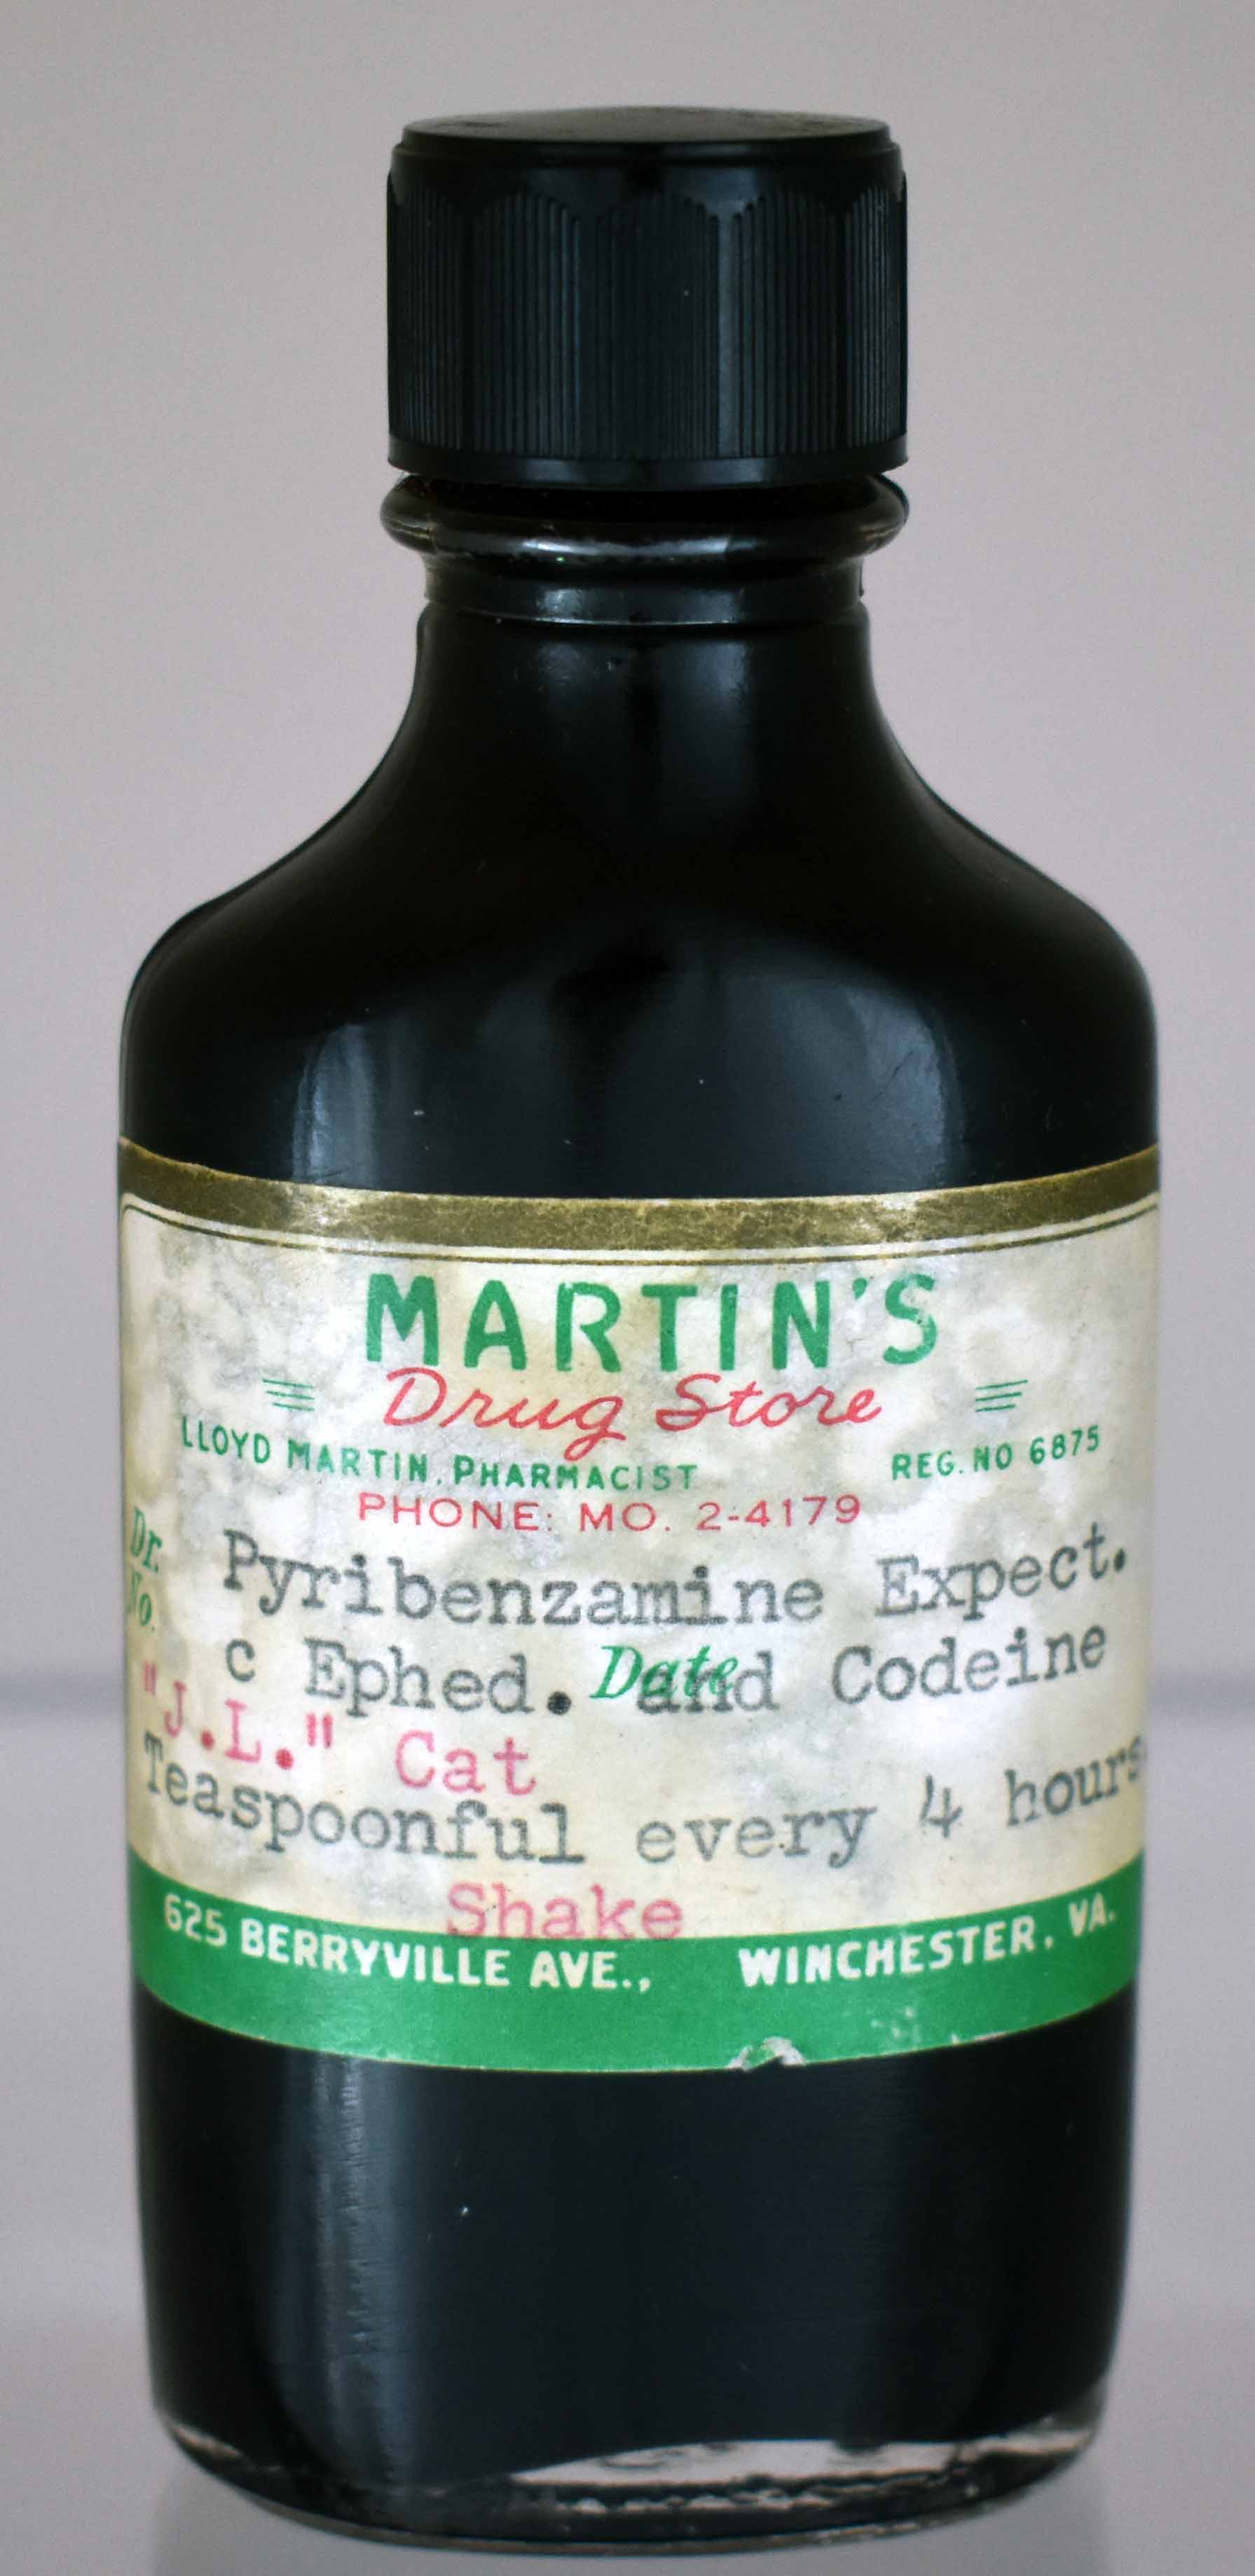 MARTIN'S
Drug Store
LLOYD MARTIN, PHARMACIST REG. NO 6875
PHONE: MO. 2-4179
Dr. Pyribenzamine Expect.
No.
c Ephed. and Codeine
Date
"J.L." Cat
Teaspoonful every 4 hours.
Shake
625 BERRYVILLE AVE., WINCHESTER, VA.